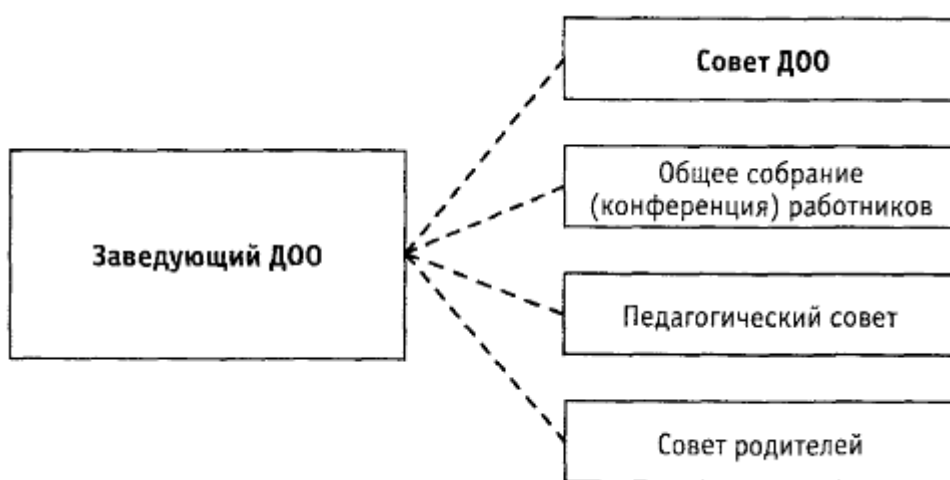 Совет ДОО
Общее собрание
(конференция) работников
Заведующий ДОО
Педагогический совет
Совет родителей